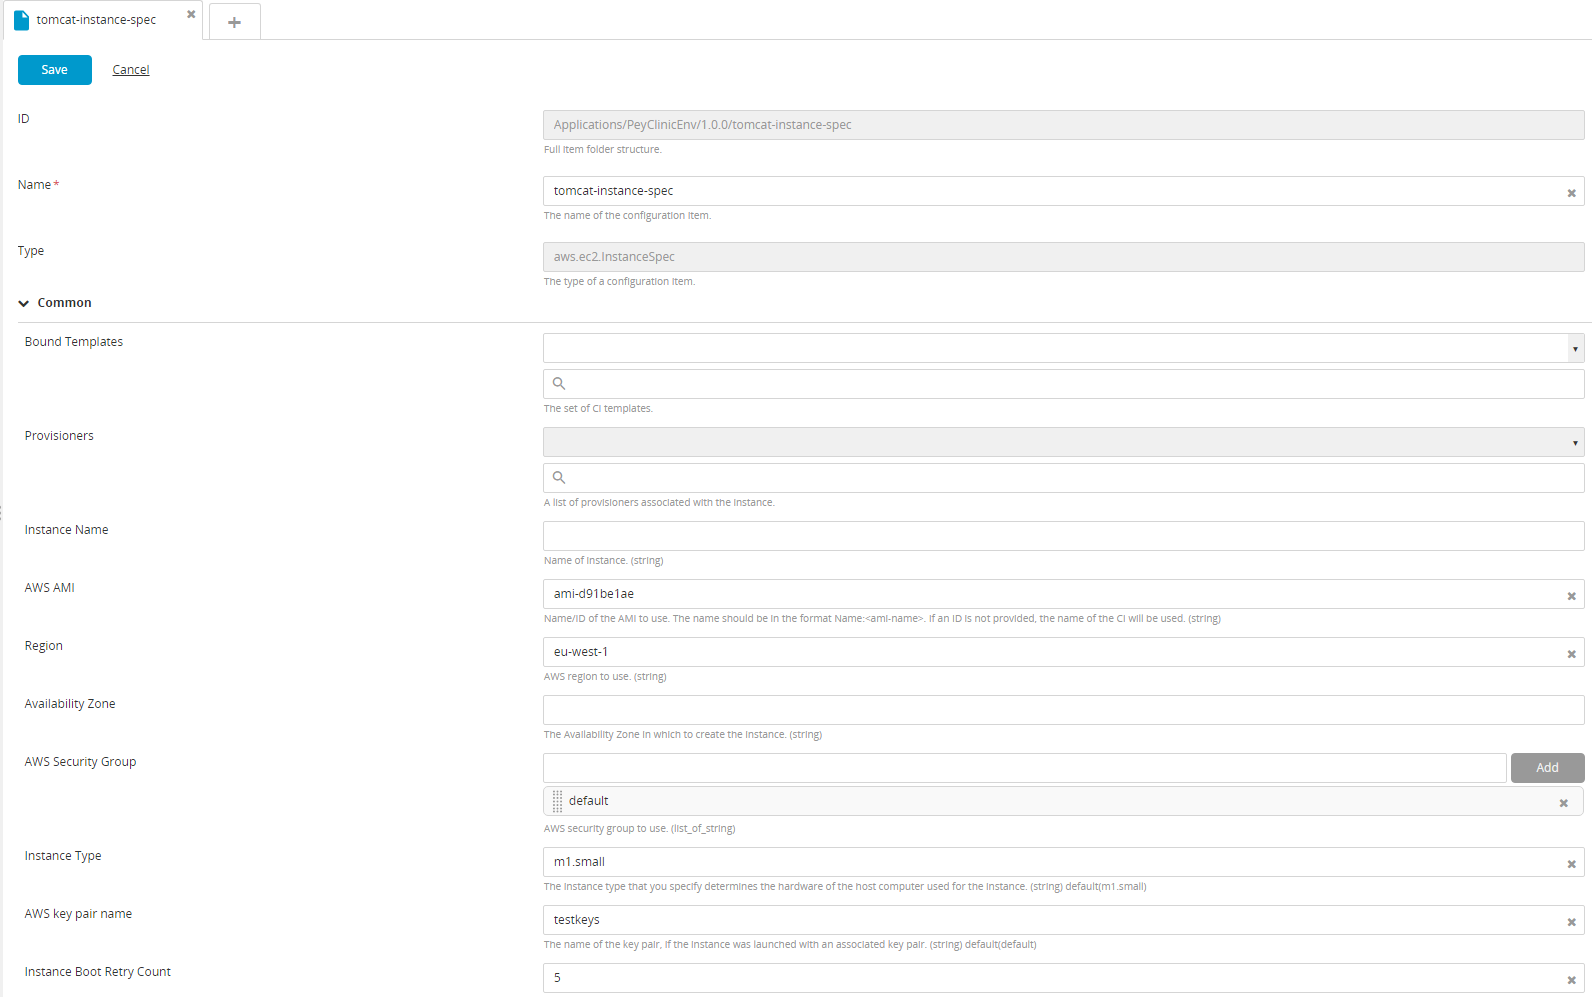 tomcat-instance-spec
Save Cancel
ID
Applications/PeyClinicEnv/1.0.0/tomcat-instance-spec
Full item folder structure.
Name*
tomcat-instance-spec
The name of the configuration item.
Type
aws.ec2.InstanceSpec
The type of a configuration item.
Common
Bound Templates
The set of CI templates.
Provisioners
A list of provisioners associated with the instance.
Instance Name
Name of instance. (string)
AWS AMI
ami-d91be1ae
Name/ID of the AMI to use. The name should be in the format Name:<ami-name>. If an ID is not provided, the name of the CI will be used. (string)
Region
eu-west-1
AWS region to use. (string)
Availability Zone
The Availability Zone in which to create the instance. (string)
AWS Security Group
Add
default
AWS security group to use. (list_of_string)
Instance Type
m1.small
The instance type that you specify determines the hardware of the host computer used for the instance. (string) default(m1.small)
AWS key pair name
testkeys
The name of the key pair, if the instance was launched with an associated key pair. (string) default(default)
Instance Boot Retry Count
5